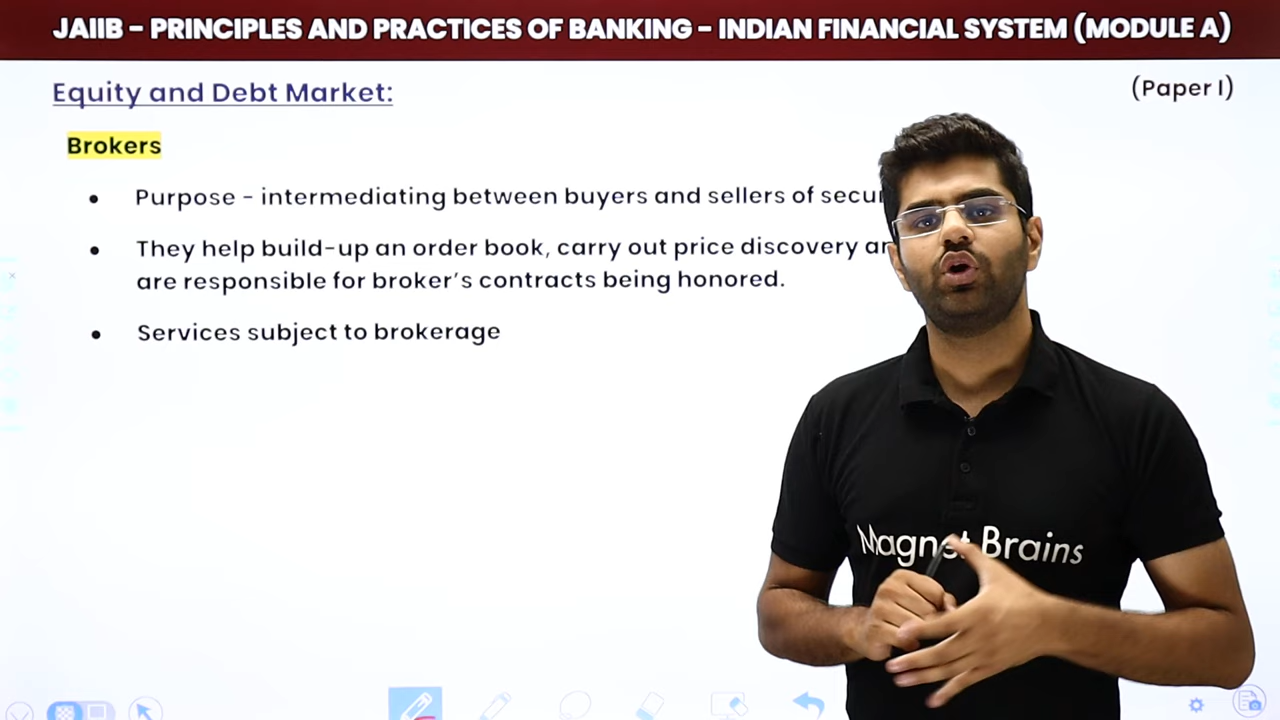 JAIIB - PRINCIPLES AND PRACTICES OF BANKING - INDIAN FINANCIAL SYSTEM (MODULE A)
Equity and Debt Market:
(Paper I)
Brokers
• Purpose - intermediating between buyers and sellers of
• They help build-up an order book, carry out price discovery
are responsible for broker's contracts being honored.
• Services subject to brokerage
Magnet Brains